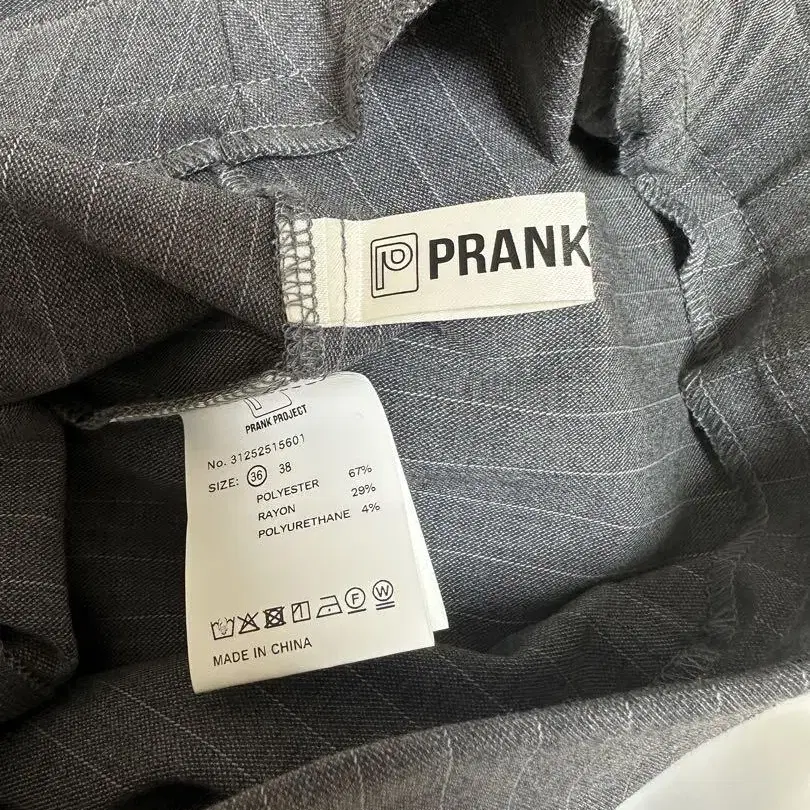 PRANK
PRANK PROJECT
No. 31252515601
SIZE: 36 38
POLYESTER 67%
RAYON 29%
POLYURETHANE 4%
F W
MADE IN CHINA